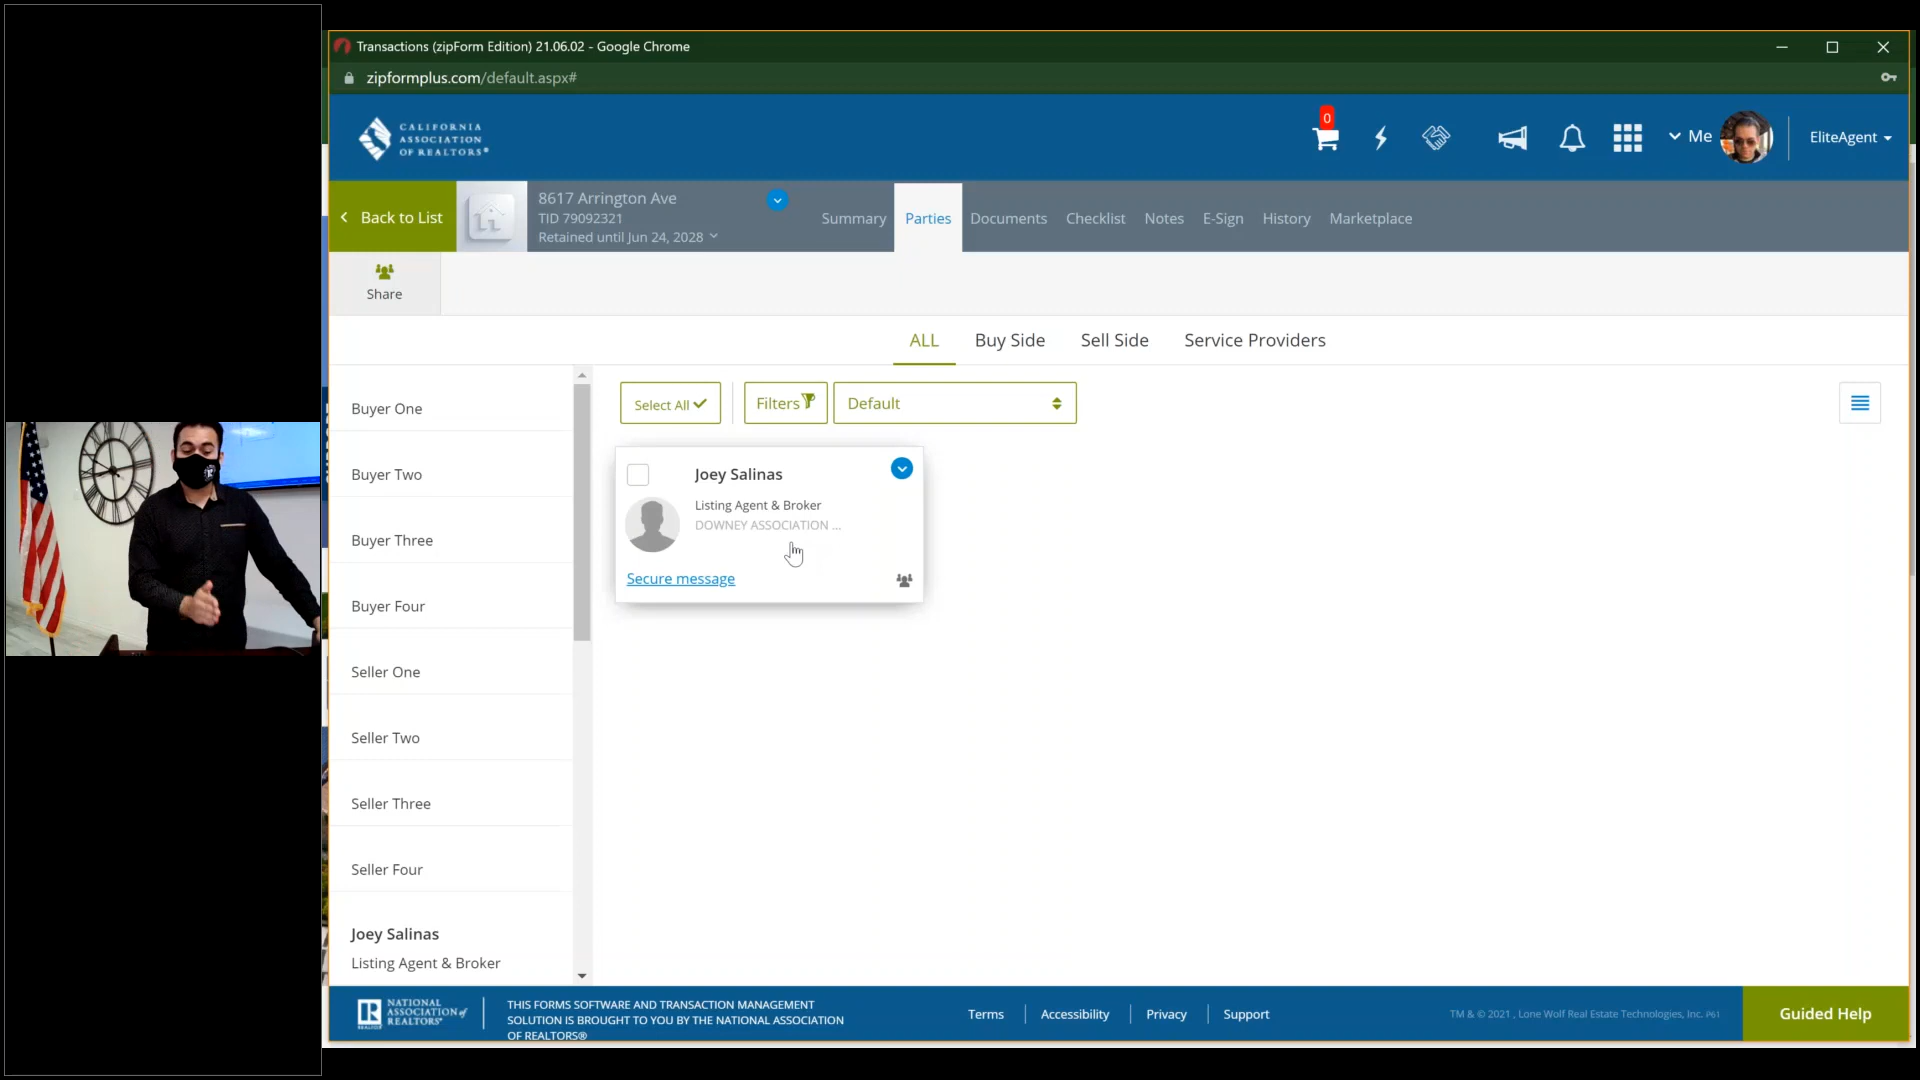 Transactions (zipForm Edition) 21.06.02 - Google Chrome
zipformplus.com/default.aspx#
CALIFORNIA
ASSOCIATION
OF REALTORS®
0
Me
EliteAgent
Back to List
8617 Arrington Ave
TID 79092321
Retained until Jun 24, 2028
Summary
Parties
Documents
Checklist
Notes
E-Sign
History
Marketplace
Share
ALL
Buy Side
Sell Side
Service Providers
Select All
Filters
Default
Buyer One
Buyer Two
Buyer Three
Buyer Four
Seller One
Seller Two
Seller Three
Seller Four
Joey Salinas
Listing Agent & Broker
Joey Salinas
Listing Agent & Broker
DOWNEY ASSOCIATION ...
Secure message
NATIONAL
ASSOCIATION of
REALTORS®
THIS FORMS SOFTWARE AND TRANSACTION MANAGEMENT
SOLUTION IS BROUGHT TO YOU BY THE NATIONAL ASSOCIATION
OF REALTORS®
Terms
Accessibility
Privacy
Support
TM & © 2021 , Lone Wolf Real Estate Technologies, Inc. P61
Guided Help